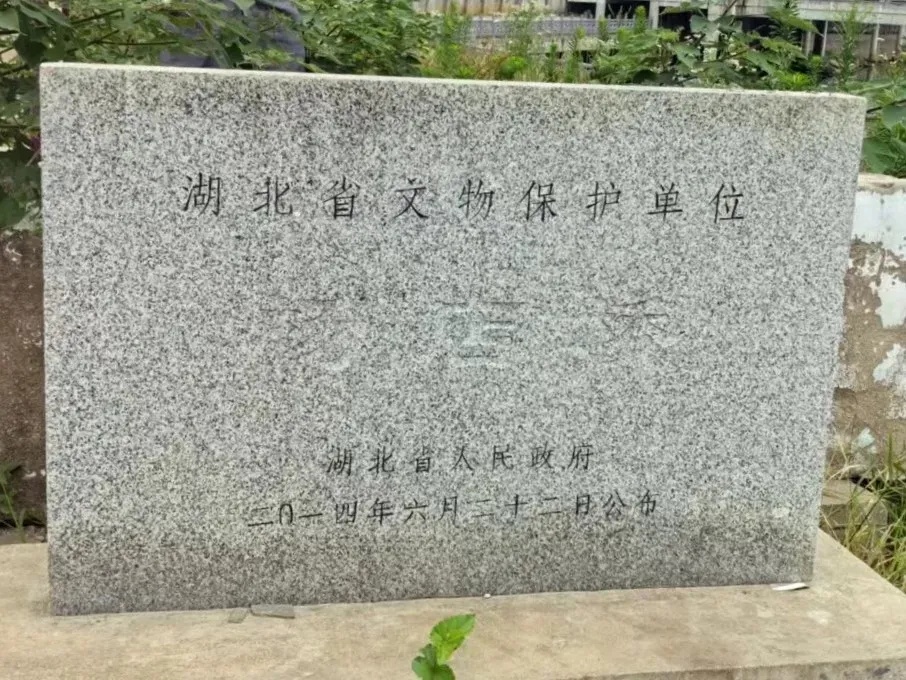 湖北省文物保护单位
湖北省人民政府
二〇一四年六月二十二日公布